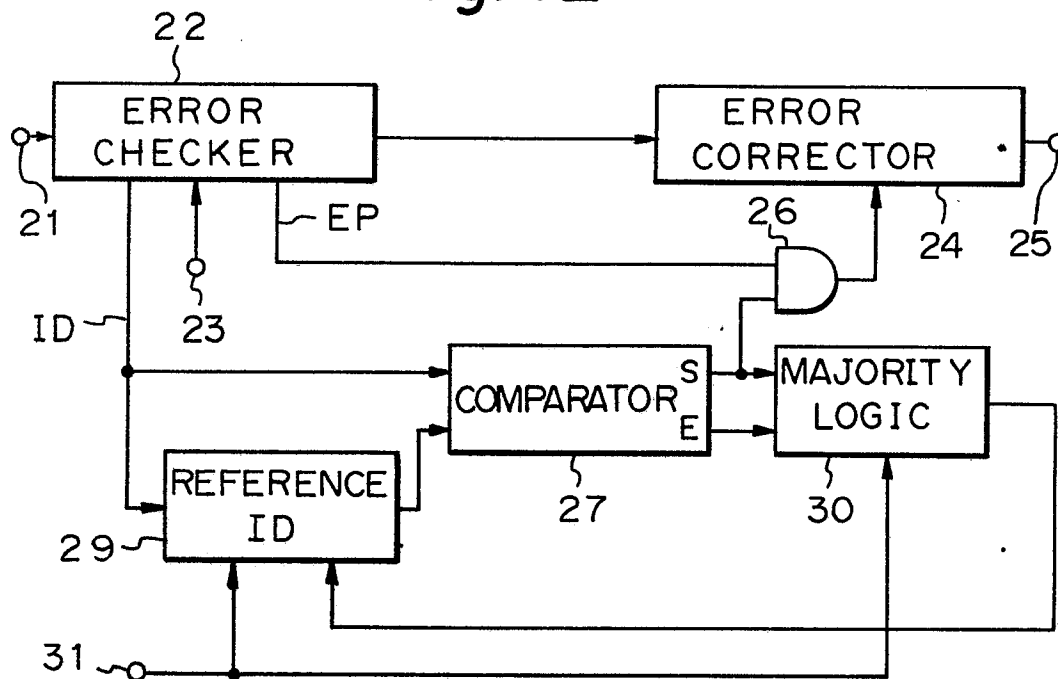 22
ERROR
CHECKER
ERROR
CORRECTOR
21
EP
26
24
25
23
ID
COMPARATOR
S
E
MAJORITY
LOGIC
REFERENCE
ID
29
27
30
31